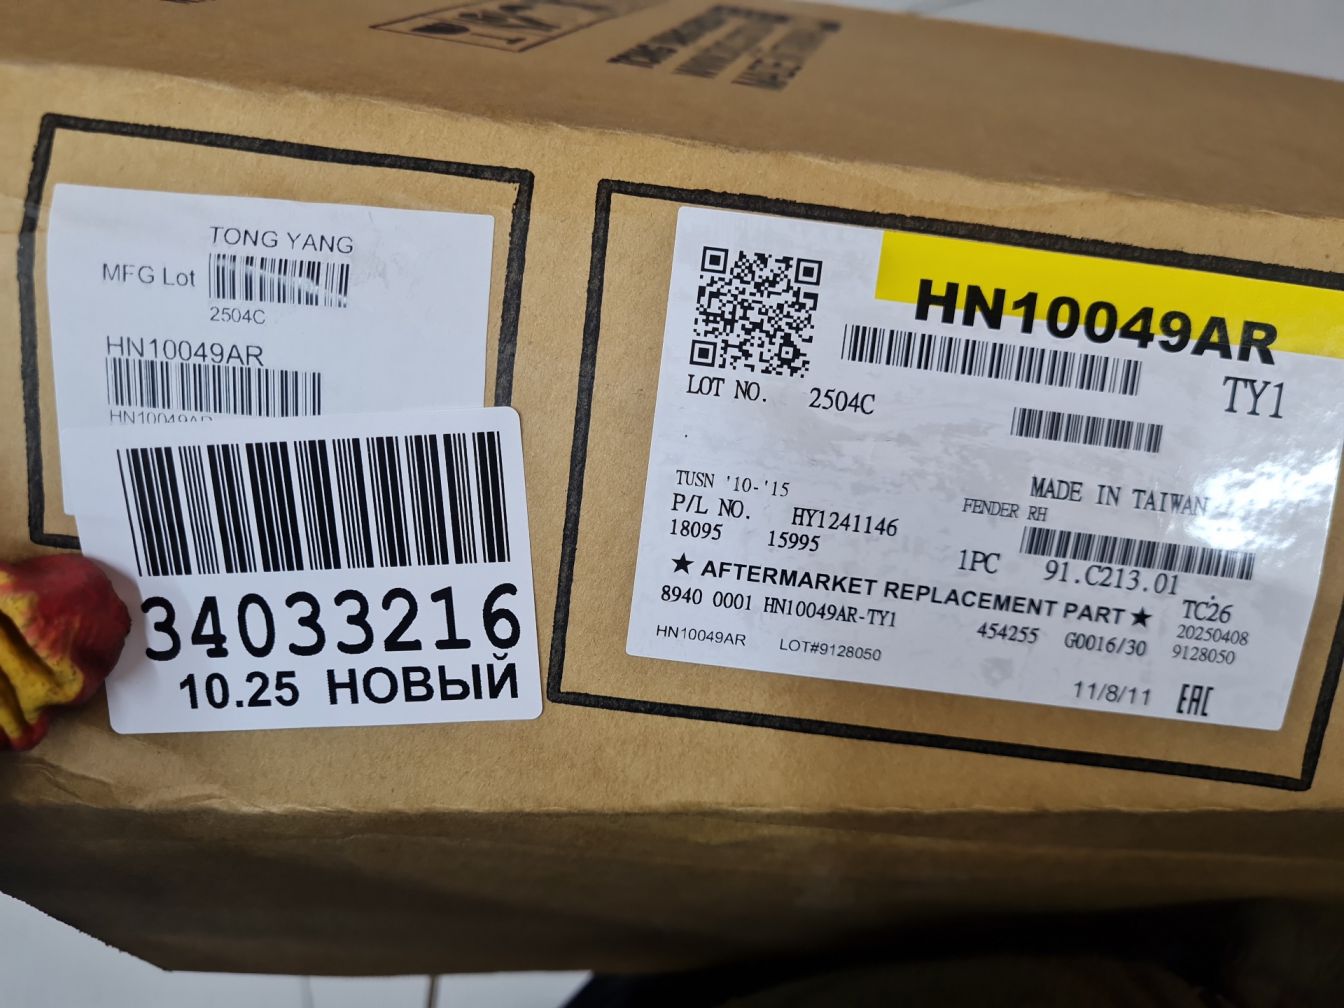 TONG YANG
MFG Lot
2504C
HN10049AR
HN10049AR
34033216
10.25 НОВЫЙ
HN10049AR
TY1
LOT NO. 2504C
MADE IN TAIWAN
TUSN '10-'15
FENDER RH
P/L NO. HY1241146
18095 15995
1PC 91.C213.01
★ AFTERMARKET REPLACEMENT PART ★
TC26
8940 0001 HN10049AR-TY1
454255 G0016/30
20250408
9128050
HN10049AR LOT#9128050
11/8/11 EAC